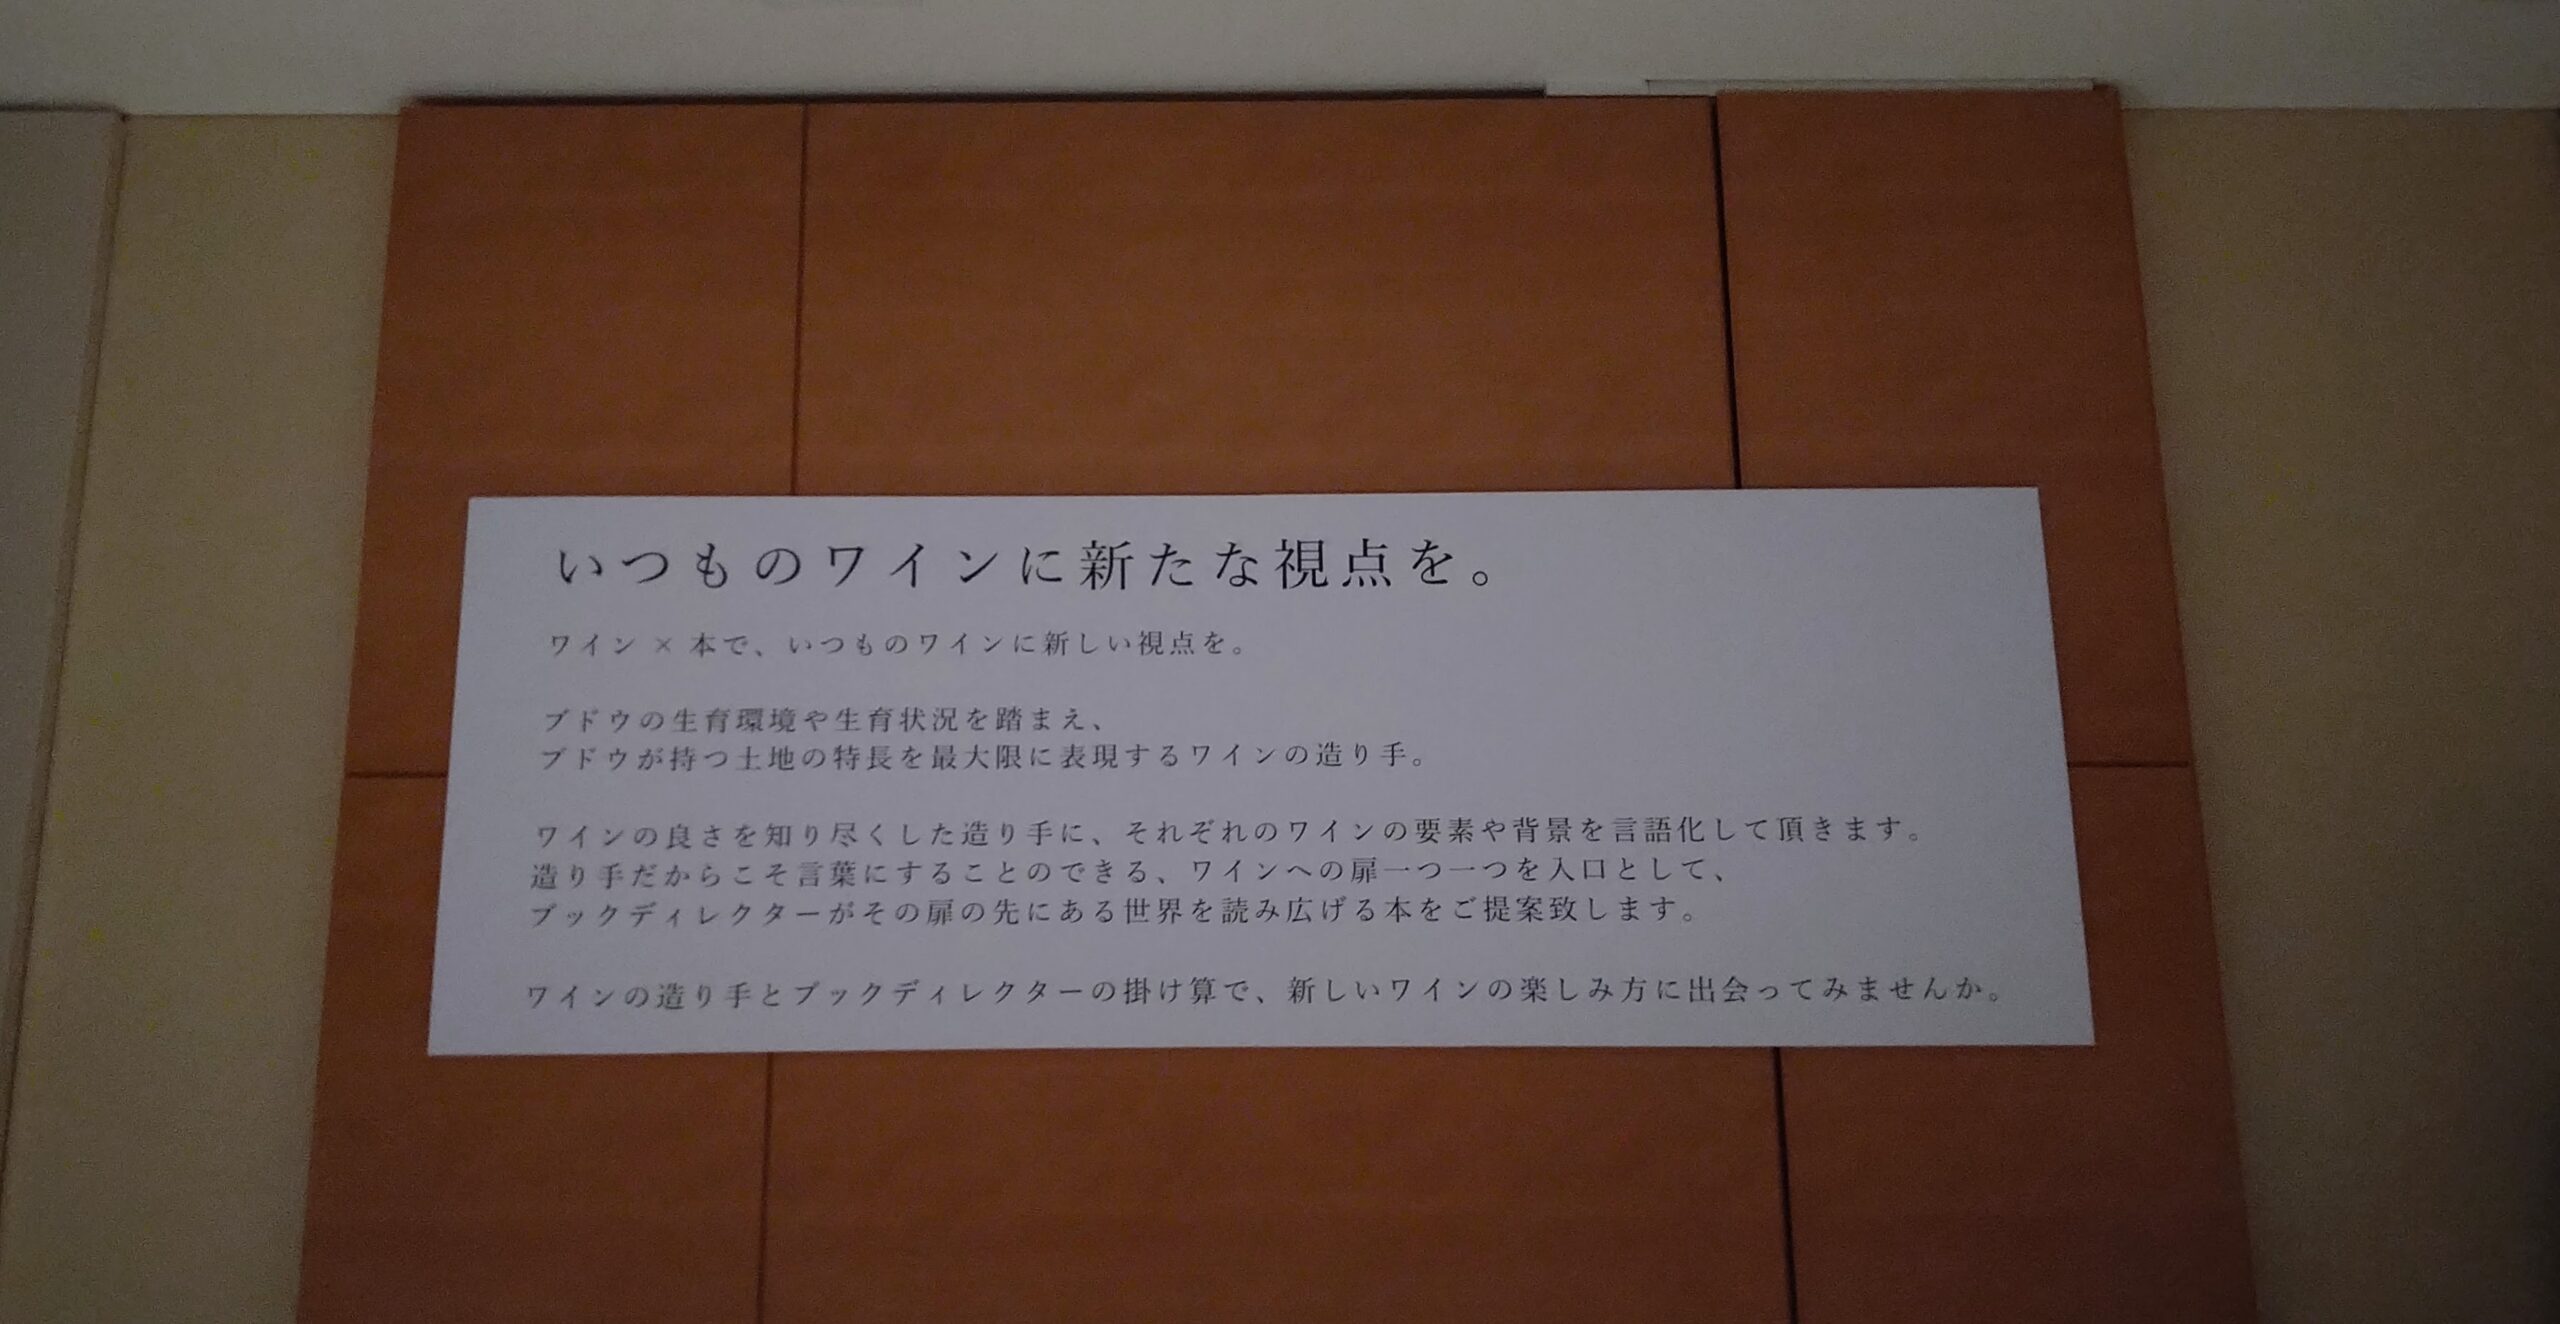 いつものワインに新たな視点を。
ワイン × 本で、いつものワインに新しい視点を。
ブドウの生育環境や生育状況を踏まえ、
ブドウが持つ土地の特長を最大限に表現するワインの造り手。
ワインの良さを知り尽くした造り手に、それぞれのワインの要素や背景を言語化して頂きます。
造り手だからこそ言葉にすることのできる、ワインへの扉一つ一つを入口として、
ブックディレクターがその扉の先にある世界を読み広げる本をご提案致します。
ワインの造り手とブックディレクターの掛け算で、新しいワインの楽しみ方に出会ってみませんか。